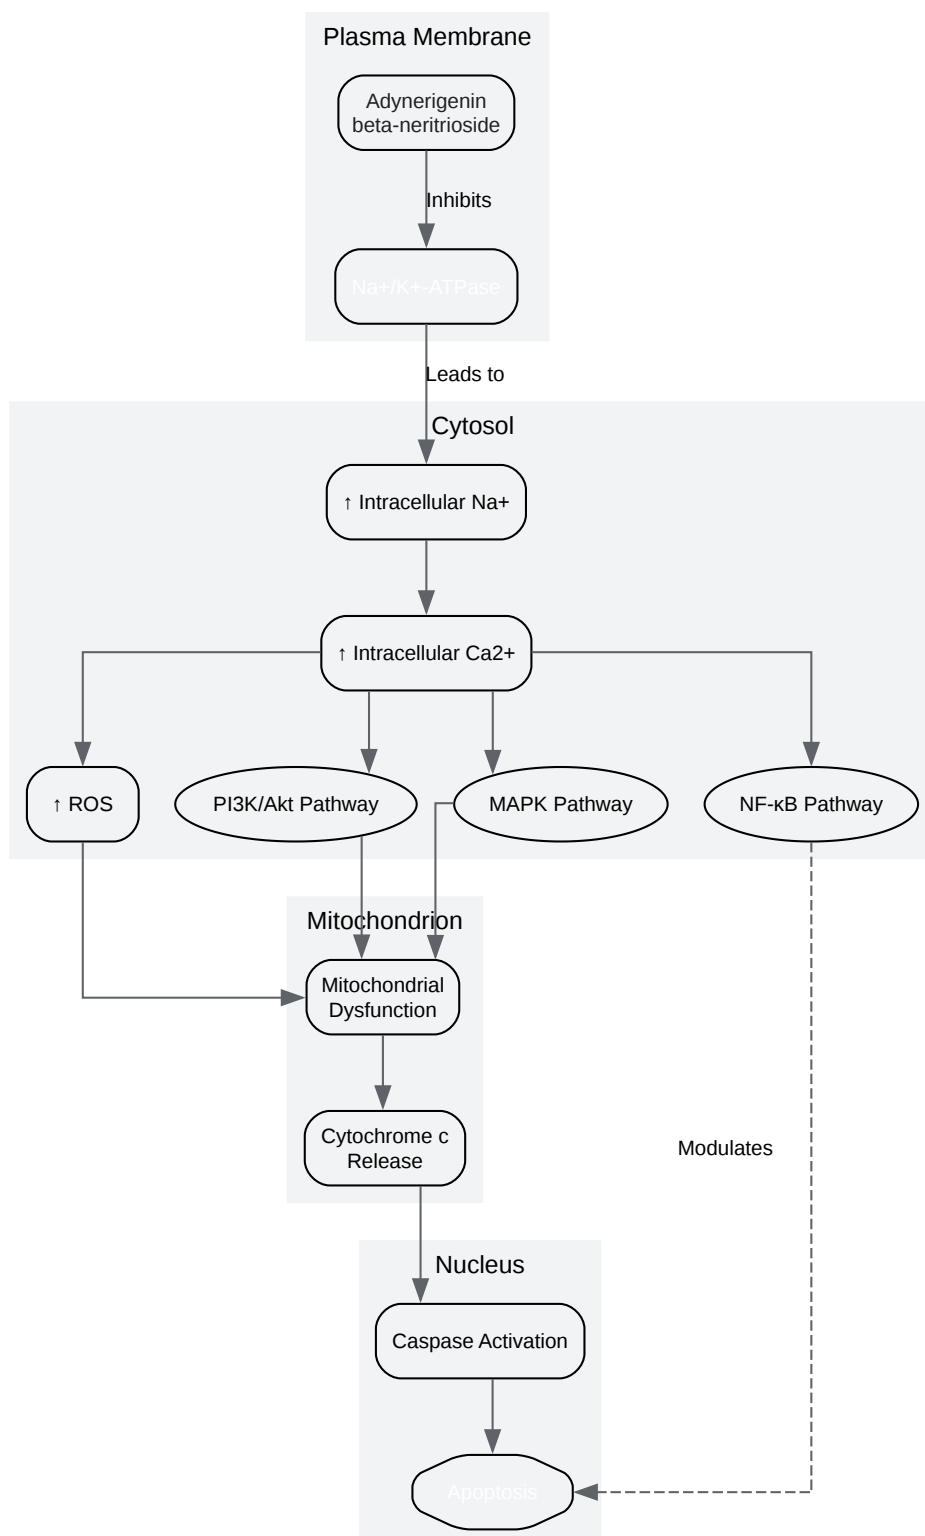 Plasma Membrane
Adynerigenin
beta-neritrioside
Inhibits
Na+/K+-ATPase
Leads to
Cytosol
↑ Intracellular Na+
↑ Intracellular Ca2+
↑ ROS
PI3K/Akt Pathway
MAPK Pathway
NF-κB Pathway
Mitochondrion
Mitochondrial
Dysfunction
Cytochrome c
Release
Modulates
Nucleus
Caspase Activation
Apoptosis